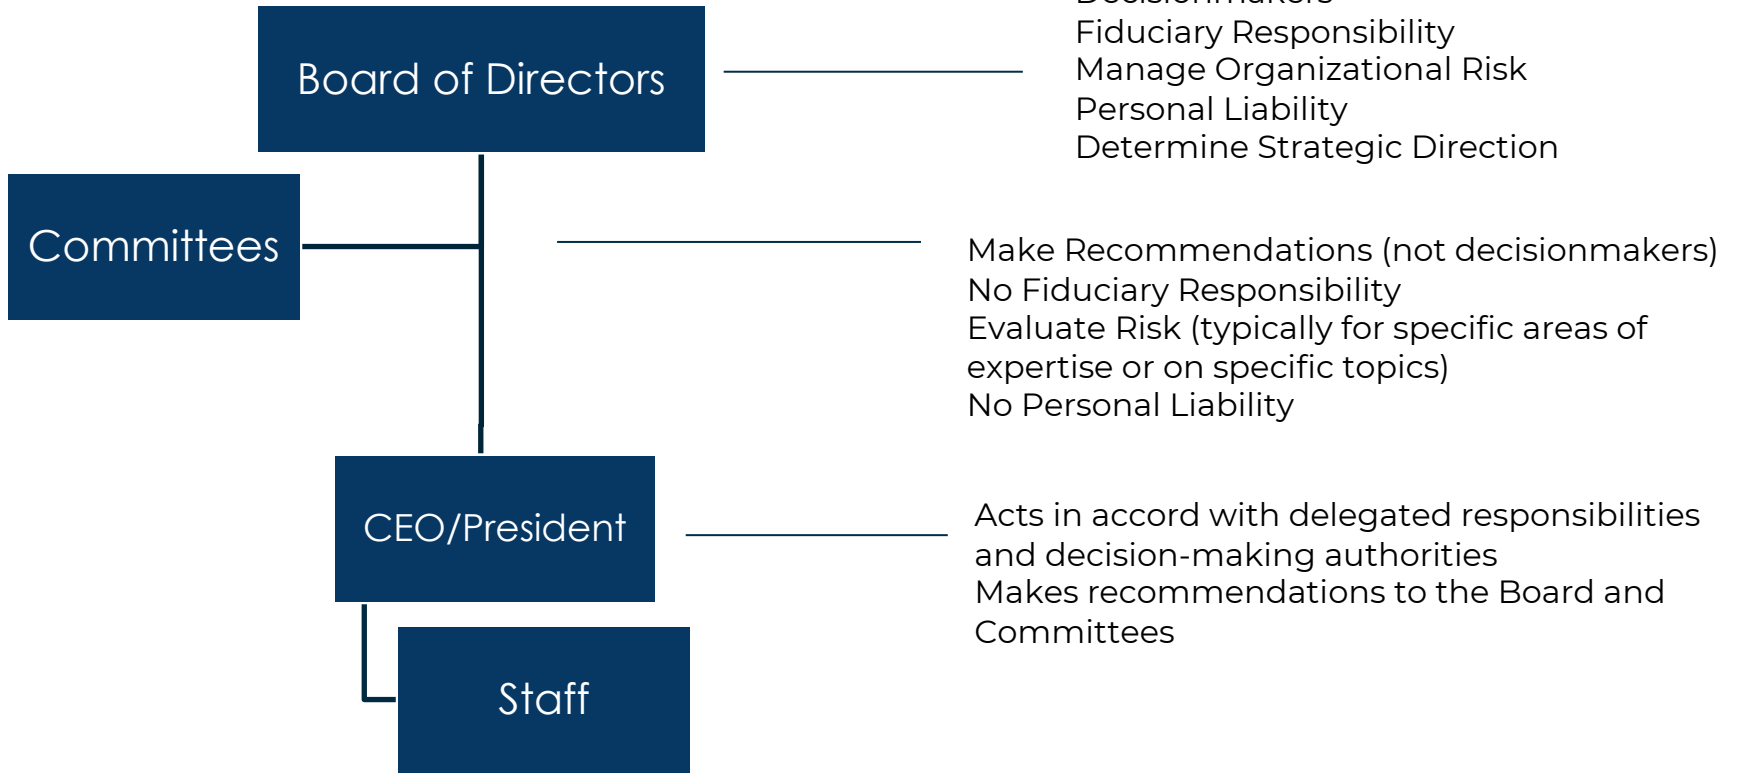 Decisionmakers
Board of Directors
Fiduciary Responsibility
Manage Organizational Risk
Personal Liability
Determine Strategic Direction
Committees
Make Recommendations (not decisionmakers)
No Fiduciary Responsibility
Evaluate Risk (typically for specific areas of
expertise or on specific topics)
No Personal Liability
CEO/President
Acts in accord with delegated responsibilities
and decision-making authorities
Makes recommendations to the Board and
Committees
Staff